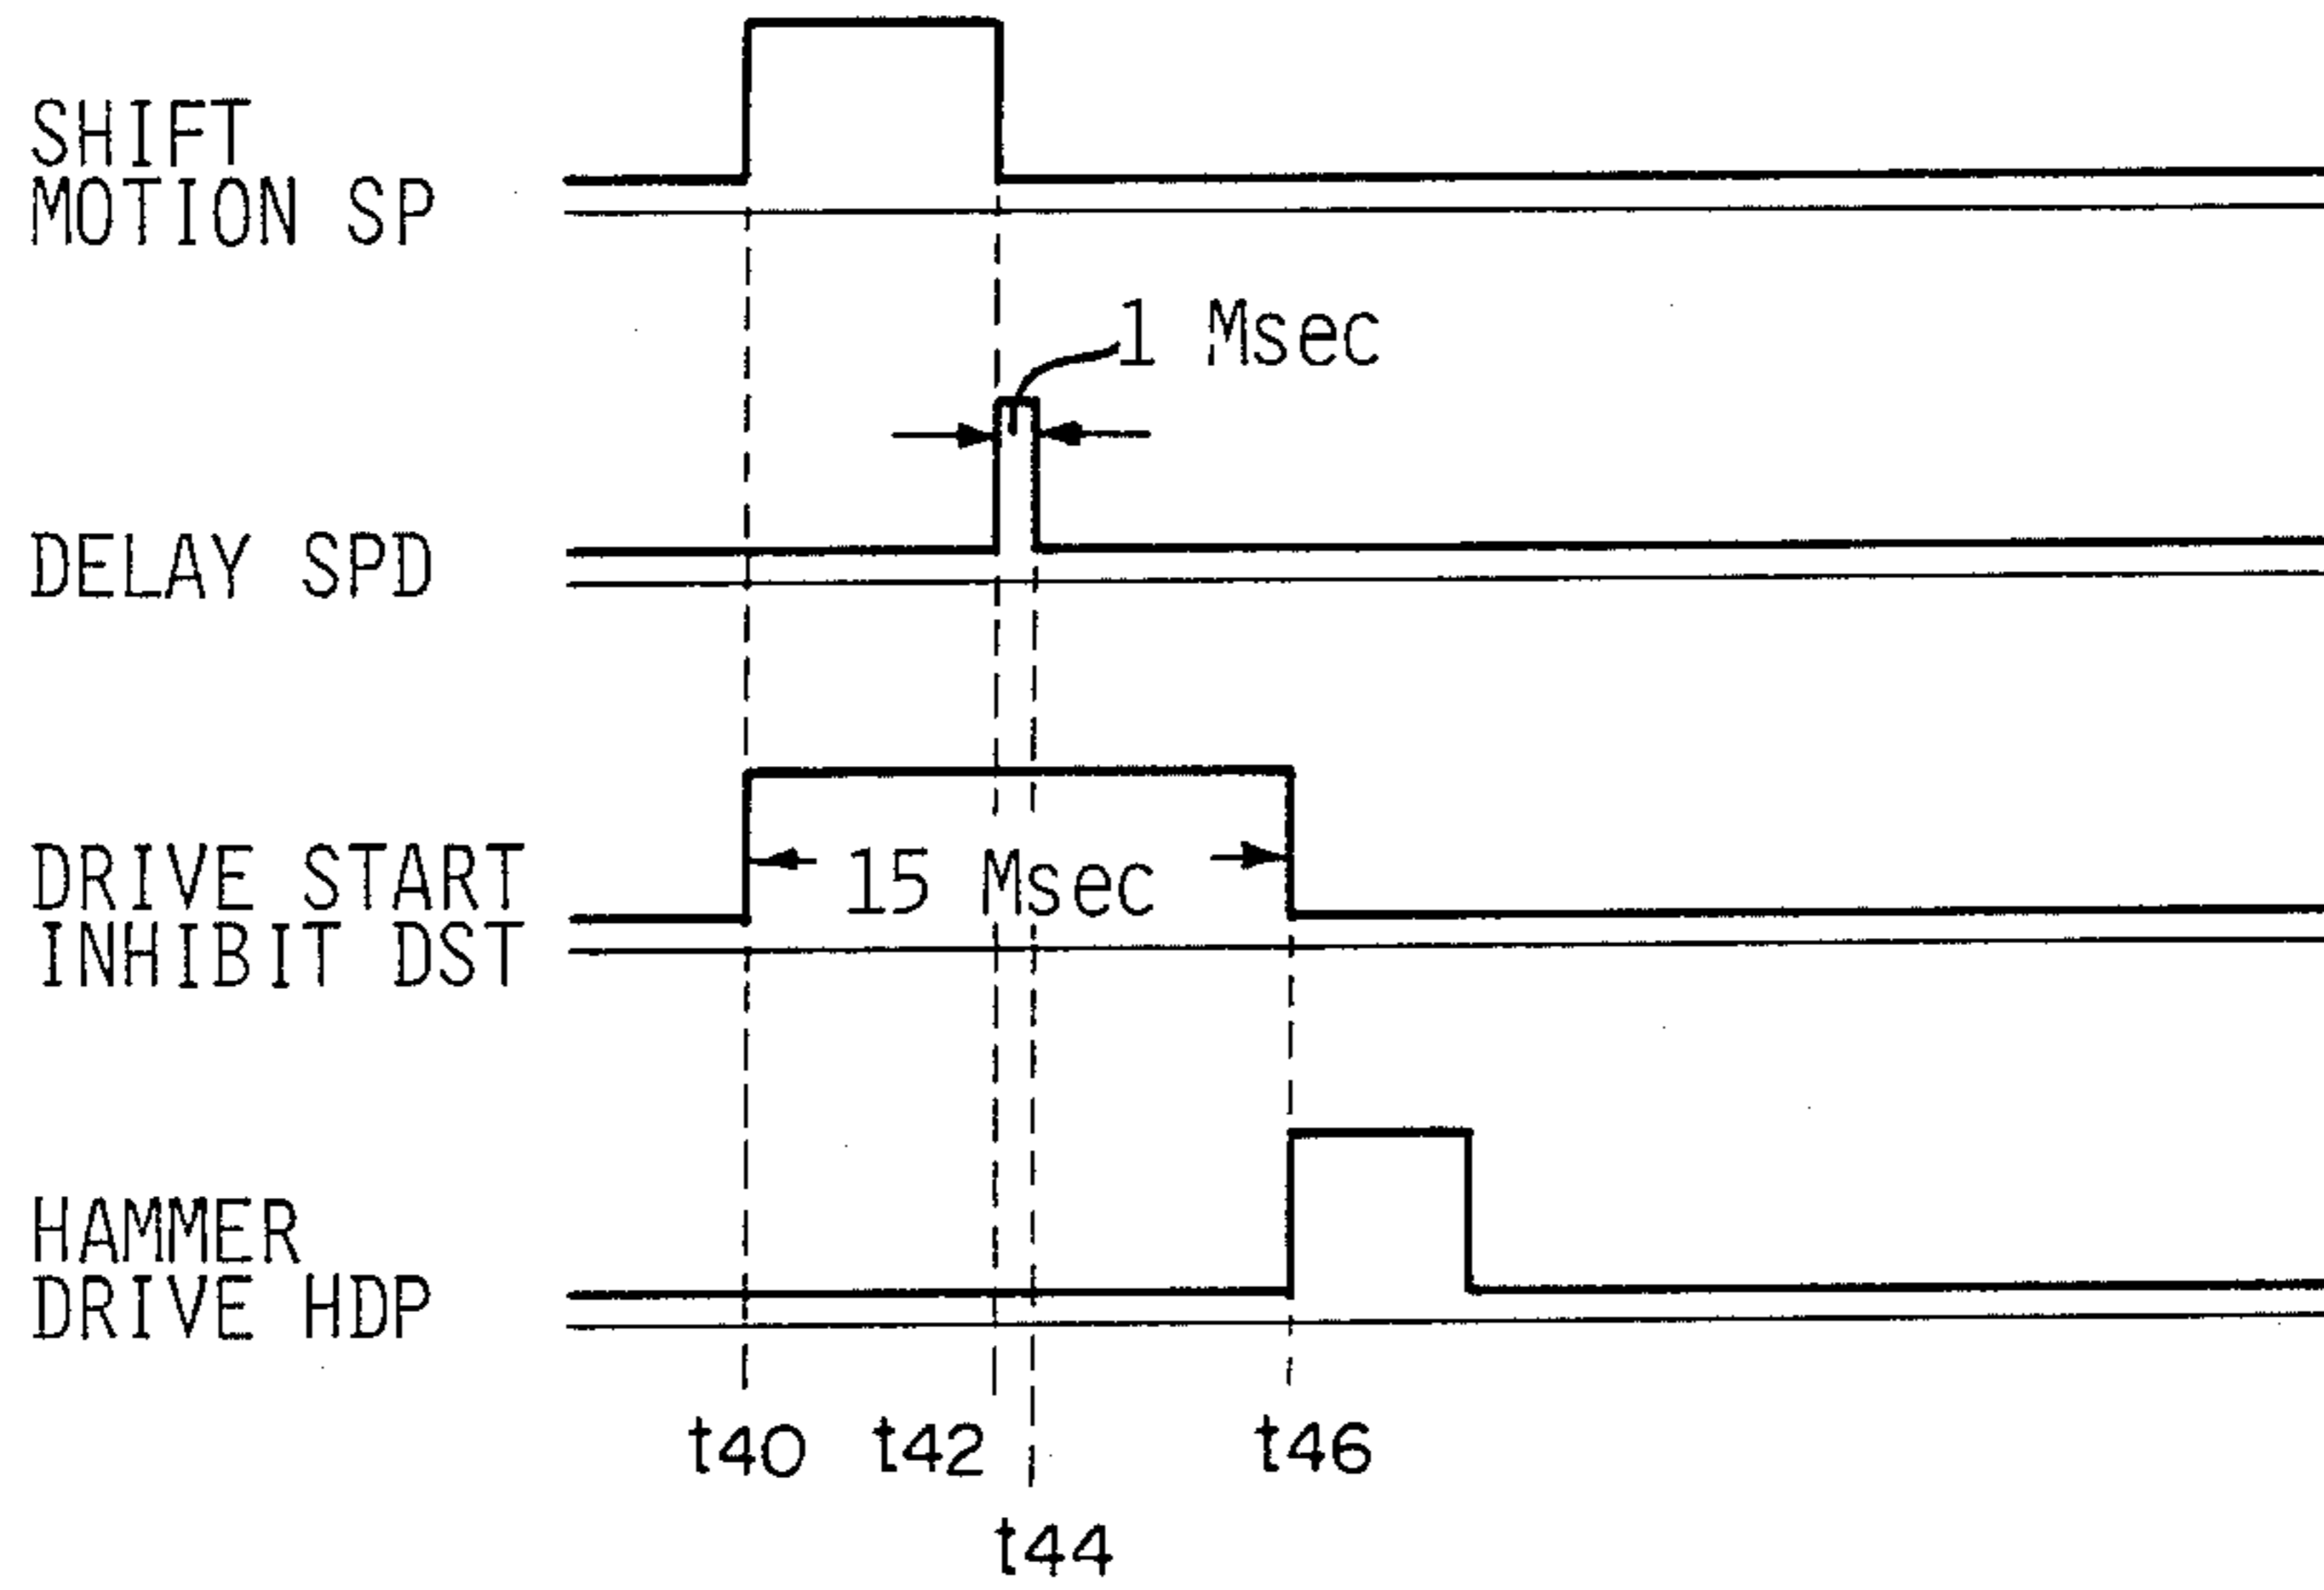 SHIFT
MOTION SP
1 Msec
DELAY SPD
DRIVE START
INHIBIT DST
15 Msec
HAMMER
DRIVE HDP
t40 t42 t46
t44